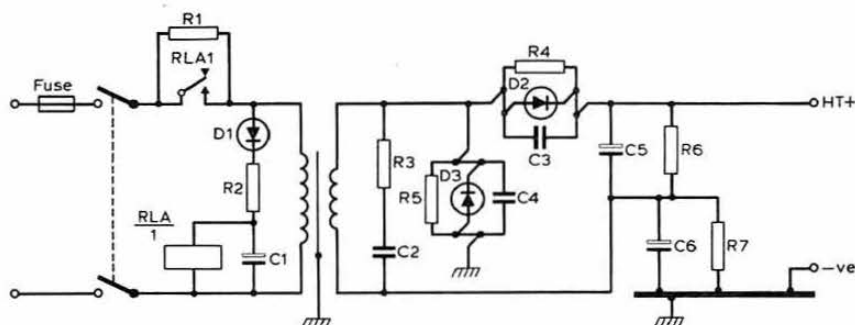 R1
RLA1
Fuse
D1
R2
RLA
1
C1
R3
C2
R4
D2
C3
D3
R5
C4
C5
R6
C6
R7
HT+
−ve